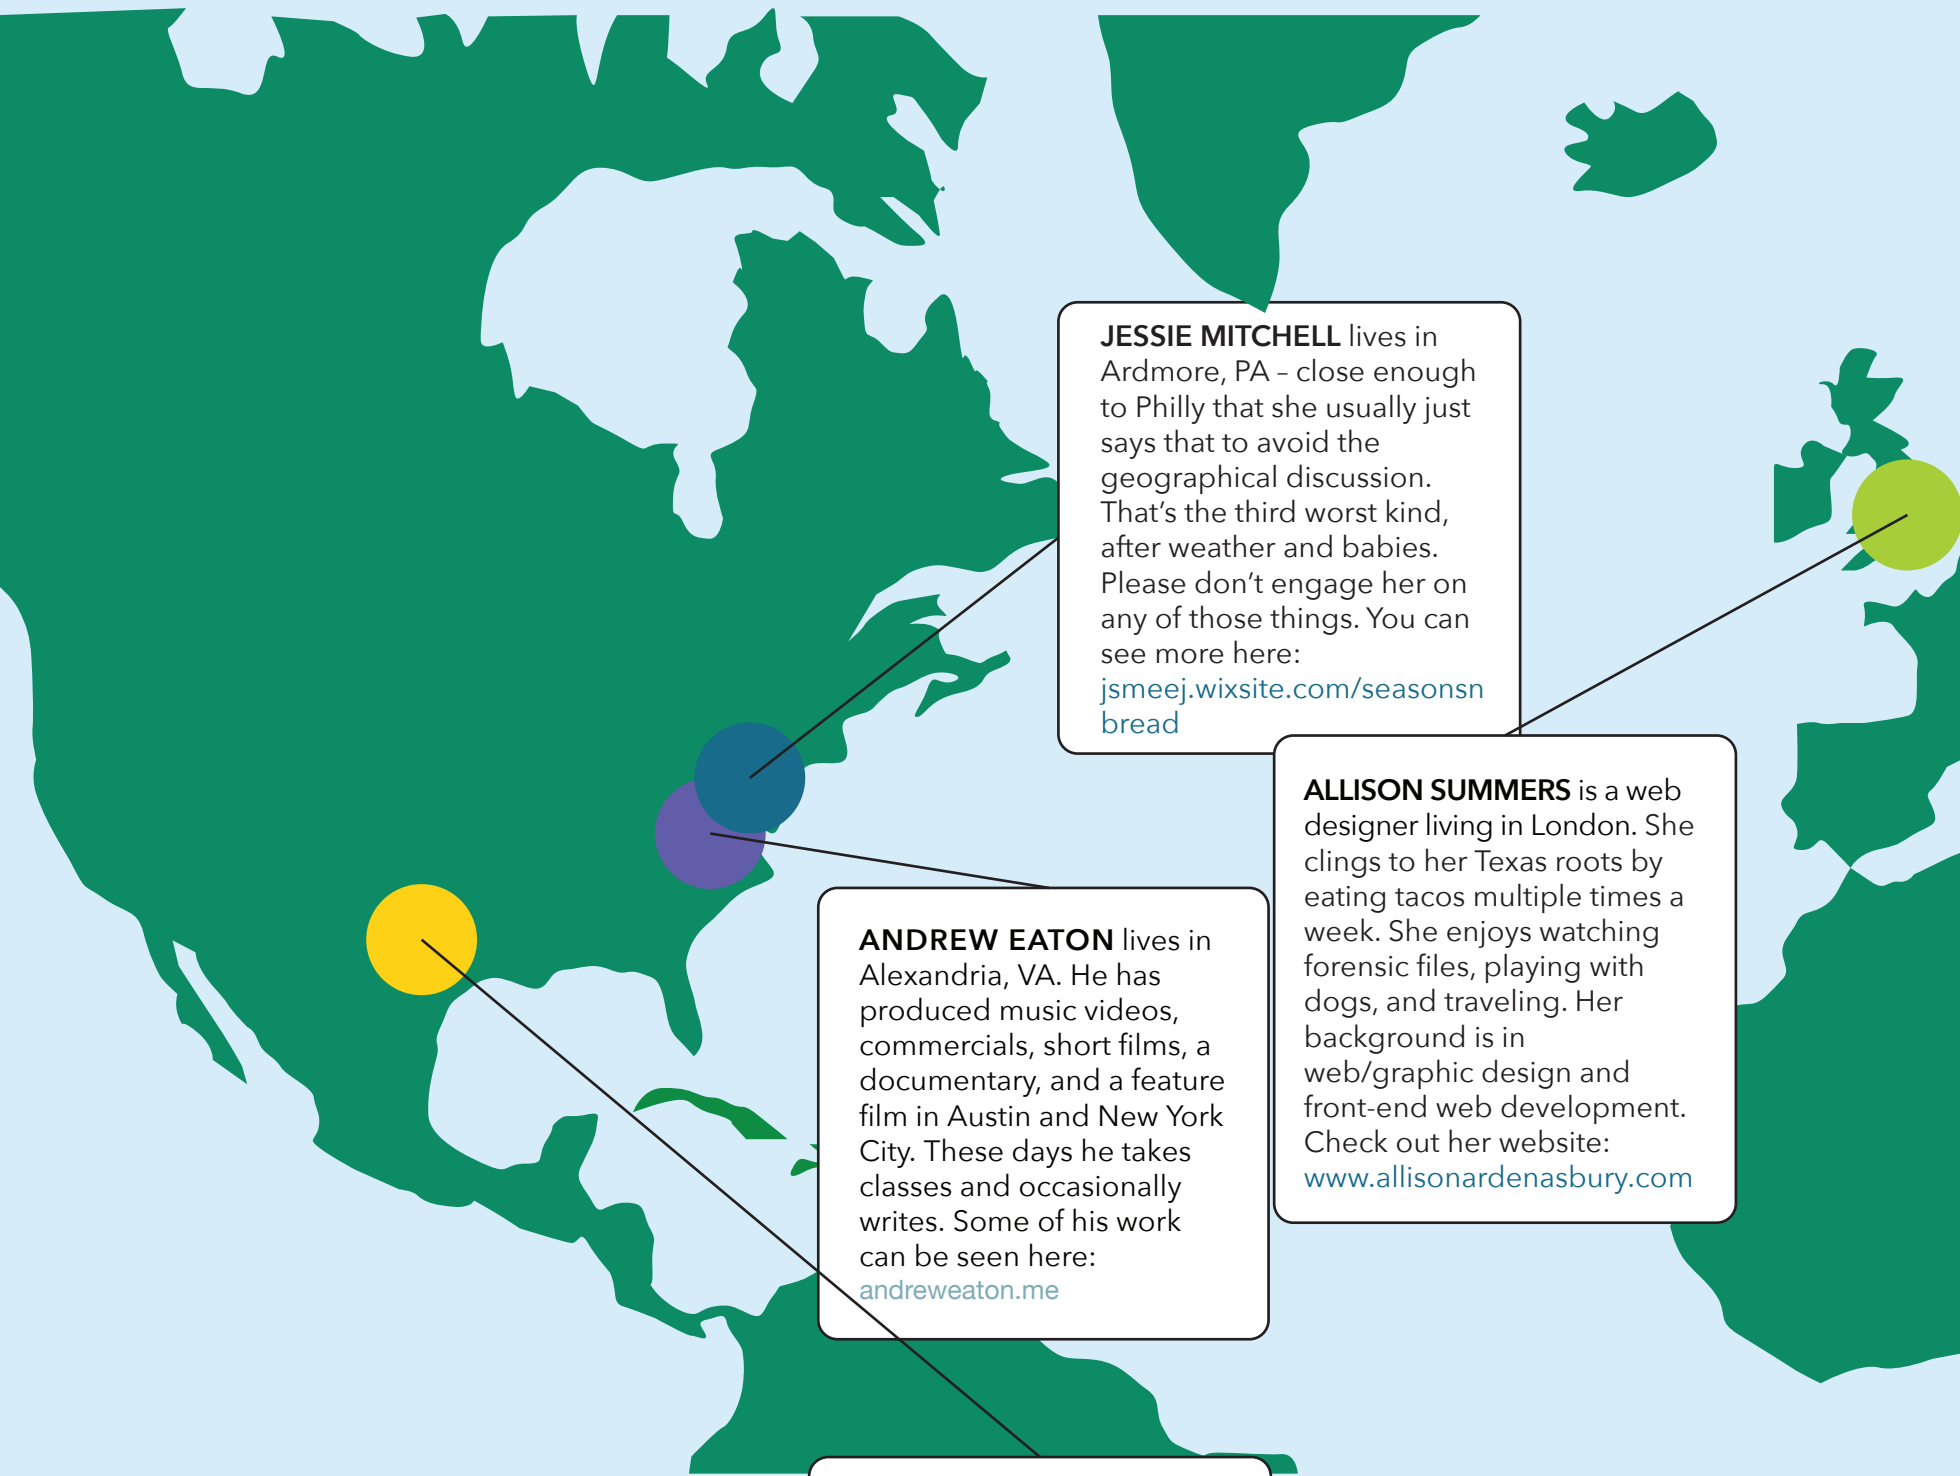 JESSIE MITCHELL lives in
Ardmore, PA – close enough
to Philly that she usually just
says that to avoid the
geographical discussion.
That’s the third worst kind,
after weather and babies.
Please don’t engage her on
any of those things. You can
see more here:
jsmeej.wixsite.com/seasonsn
bread
ALLISON SUMMERS is a web
designer living in London. She
clings to her Texas roots by
eating tacos multiple times a
week. She enjoys watching
forensic files, playing with
dogs, and traveling. Her
background is in
web/graphic design and
front-end web development.
Check out her website:
www.allisonardenasbury.com
ANDREW EATON lives in
Alexandria, VA. He has
produced music videos,
commercials, short films, a
documentary, and a feature
film in Austin and New York
City. These days he takes
classes and occasionally
writes. Some of his work
can be seen here:
andreweaton.me